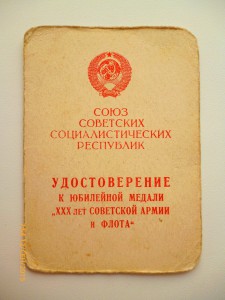 СОЮЗ
СОВЕТСКИХ
СОЦИАЛИСТИЧЕСКИХ
РЕСПУБЛИК
УДОСТОВЕРЕНИЕ
К ЮБИЛЕЙНОЙ МЕДАЛИ
„XXX ЛЕТ СОВЕТСКОЙ АРМИИ
И ФЛОТА“